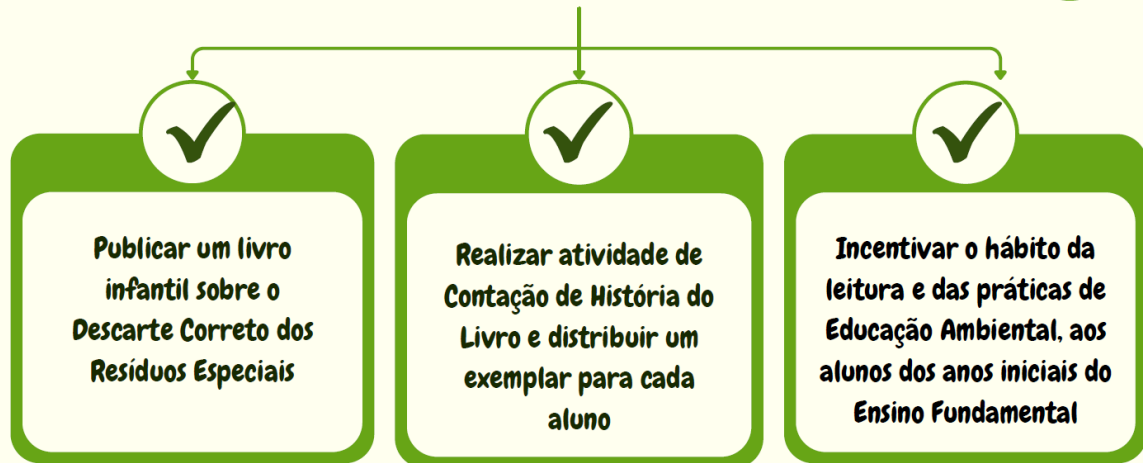 Publicar um livro
infantil sobre o
Descarte Correto dos
Resíduos Especiais
Realizar atividade de
Contação de História do
Livro e distribuir um
exemplar para cada
aluno
Incentivar o hábito da
leitura e das práticas de
Educação Ambiental, aos
alunos dos anos iniciais do
Ensino Fundamental